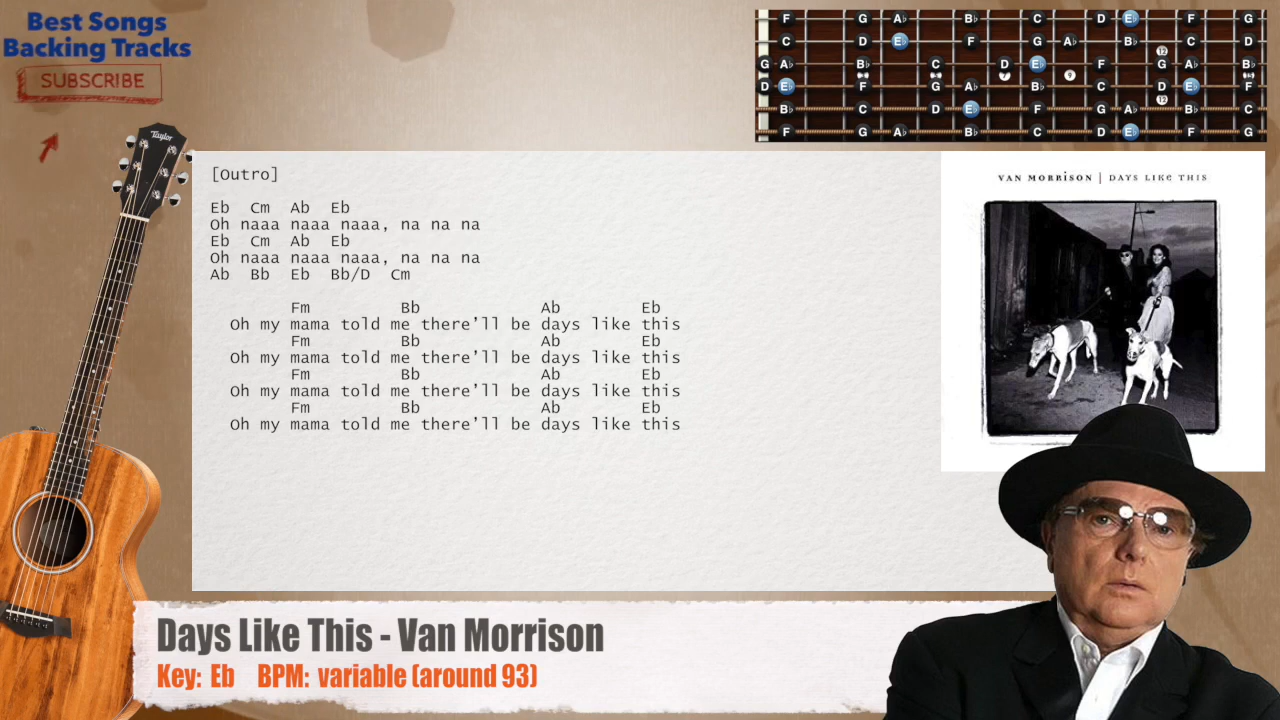 Best Songs
Backing Tracks
SUBSCRIBE
F G A♭ B♭ C D E♭ F G
C D E♭ F G A♭ B♭ C D
G A♭ B♭ C D E♭ F G A♭ B♭
D E♭ F G A♭ B♭ C D E♭ F
B♭ C D E♭ F G A♭ B♭ C
F G A♭ B♭ C D E♭ F G
7 9 12 13
Taylor
[Outro]
Eb  Cm  Ab  Eb
Oh naaa naaa naaa, na na na
Eb  Cm  Ab  Eb
Oh naaa naaa naaa, na na na
Ab  Bb  Eb  Bb/D  Cm
Fm         Bb            Ab        Eb
Oh my mama told me there’ll be days like this
Fm         Bb            Ab        Eb
Oh my mama told me there’ll be days like this
Fm         Bb            Ab        Eb
Oh my mama told me there’ll be days like this
Fm         Bb            Ab        Eb
Oh my mama told me there’ll be days like this
VAN MORRISON | DAYS LIKE THIS
Days Like This - Van Morrison
Key: Eb BPM: variable (around 93)